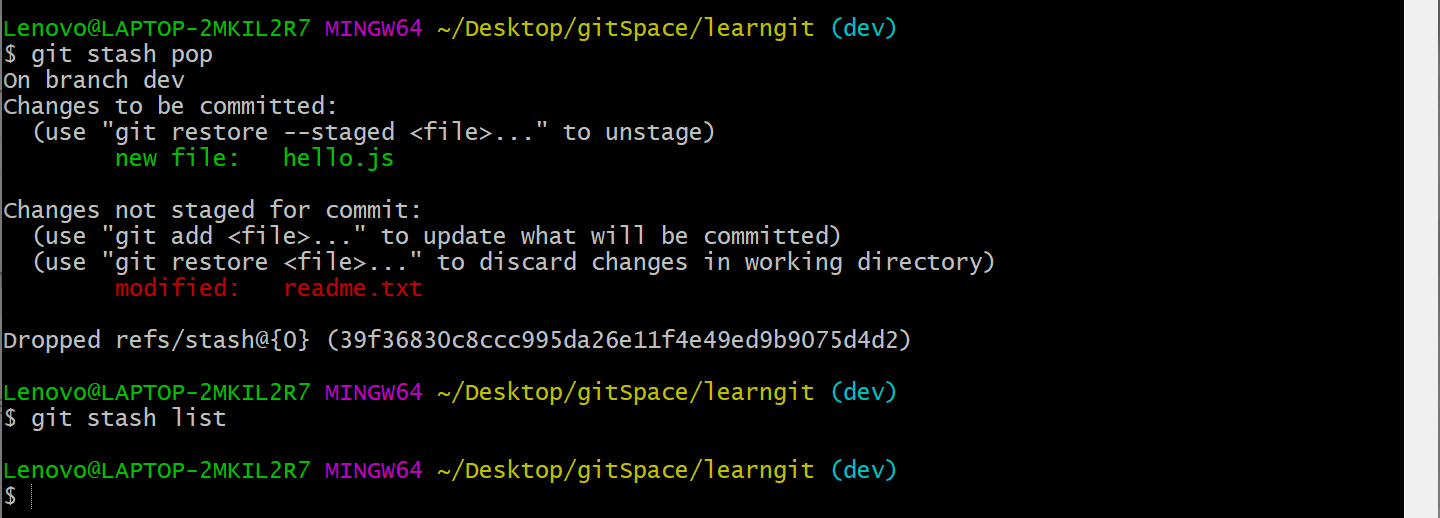 Lenovo@LAPTOP-2MKIL2R7 MINGW64 ~/Desktop/gitSpace/learngit (dev)
$ git stash pop
On branch dev
Changes to be committed:
  (use "git restore --staged <file>..." to unstage)
        new file:   hello.js

Changes not staged for commit:
  (use "git add <file>..." to update what will be committed)
  (use "git restore <file>..." to discard changes in working directory)
        modified:   readme.txt

Dropped refs/stash@{0} (39f36830c8ccc995da26e11f4e49ed9b9075d4d2)

Lenovo@LAPTOP-2MKIL2R7 MINGW64 ~/Desktop/gitSpace/learngit (dev)
$ git stash list

Lenovo@LAPTOP-2MKIL2R7 MINGW64 ~/Desktop/gitSpace/learngit (dev)
$